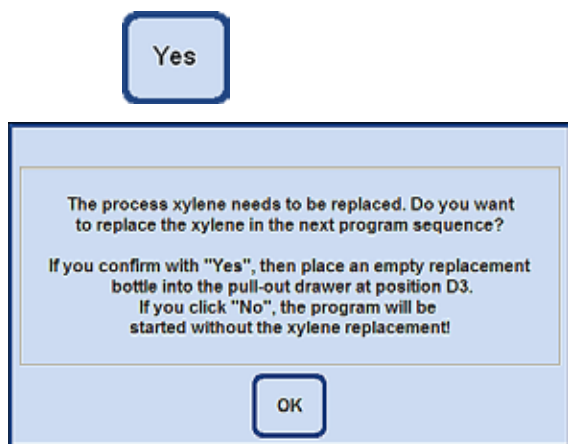 Yes
The process xylene needs to be replaced. Do you want
to replace the xylene in the next program sequence?
If you confirm with "Yes", then place an empty replacement
bottle into the pull-out drawer at position D3.
If you click "No", the program will be
started without the xylene replacement!
OK